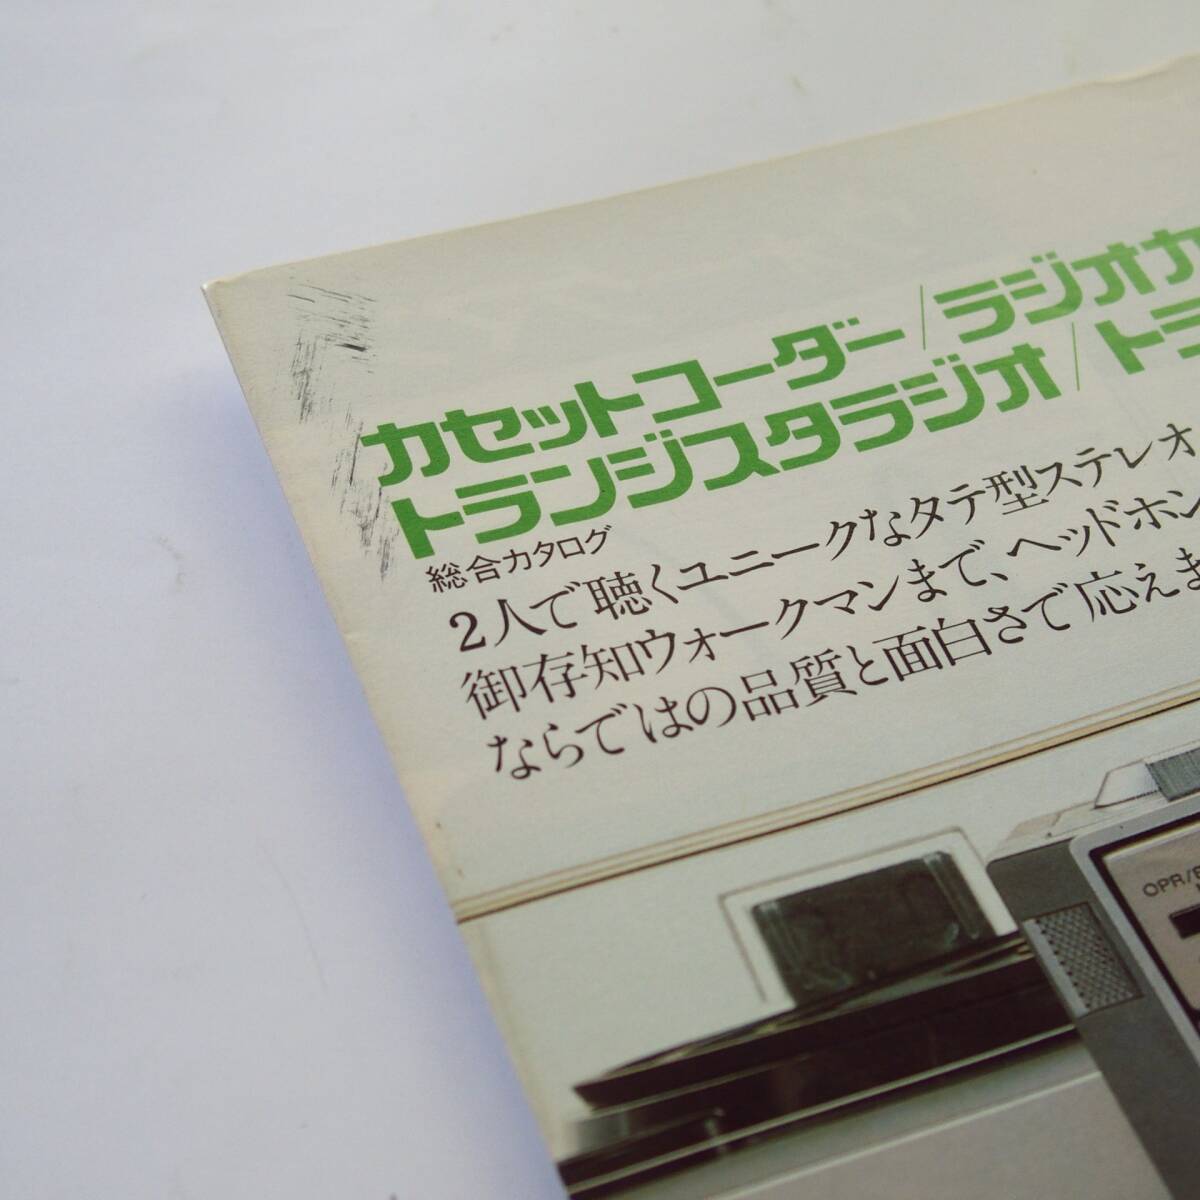 カセットコーダー/ラジオカ
トランジスタラジオ/トラ
総合カタログ
2人で聴くユニークなタテ型ステレオ
御存知ウォークマンまで、ヘッドホン
ならではの品質と面白さで応えま
OPR/